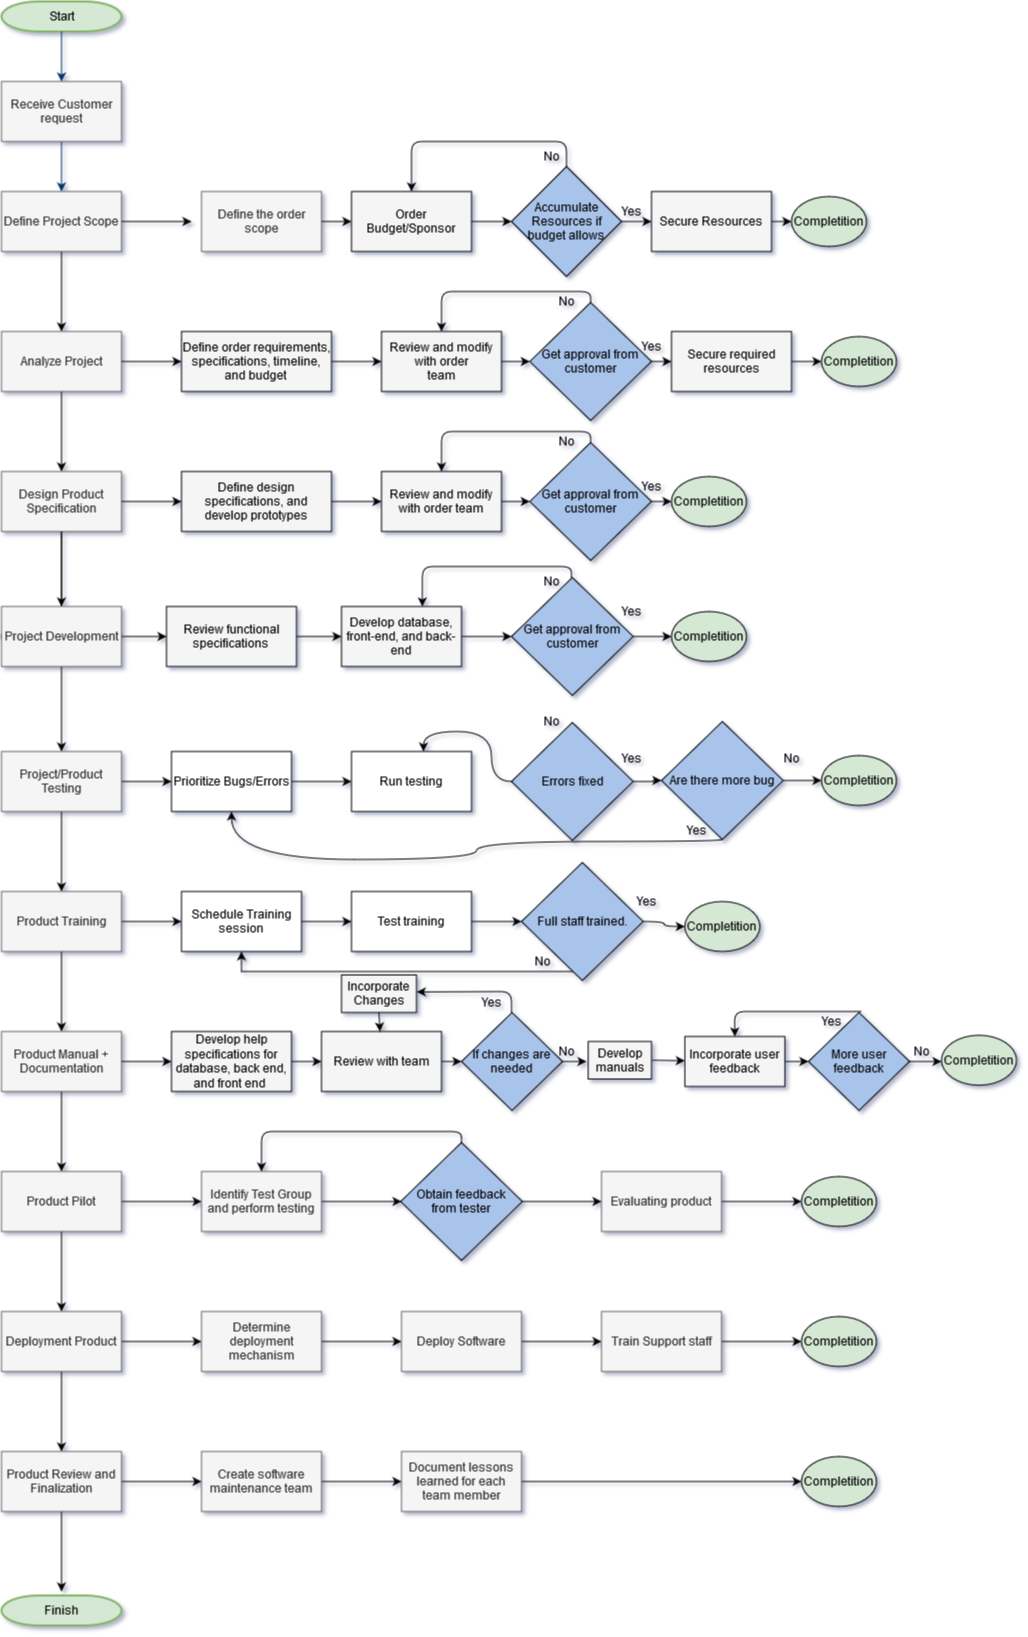 Start
Receive Customer
request
Define Project Scope
Define the order
scope
Order
Budget/Sponsor
No
Accumulate
Resources if
budget allows
Yes
Secure Resources
Completition
Analyze Project
Define order requirements,
specifications, timeline,
and budget
Review and modify
with order
team
No
Get approval from
customer
Yes
Secure required
resources
Completition
Design Product
Specification
Define design
specifications, and
develop prototypes
Review and modify
with order team
No
Get approval from
customer
Yes
Completition
Project Development
Review functional
specifications
Develop database,
front-end, and back-
end
No
Get approval from
customer
Yes
Completition
Project/Product
Testing
Prioritize Bugs/Errors
Run testing
No
Errors fixed
Yes
Are there more bug
No
Yes
Completition
Product Training
Schedule Training
session
Test training
Full staff trained.
Yes
No
Completition
Product Manual +
Documentation
Develop help
specifications for
database, back end,
and front end
Incorporate
Changes
Review with team
Yes
If changes are
needed
No
Develop
manuals
Incorporate user
feedback
Yes
More user
feedback
No
Completition
Product Pilot
Identify Test Group
and perform testing
Obtain feedback
from tester
Evaluating product
Completition
Deployment Product
Determine
deployment
mechanism
Deploy Software
Train Support staff
Completition
Product Review and
Finalization
Create software
maintenance team
Document lessons
learned for each
team member
Completition
Finish